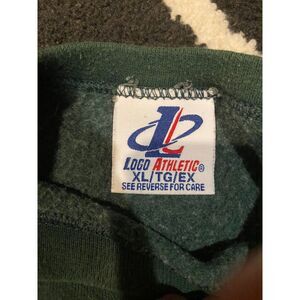 LOGO ATHLETIC®
XL/TG/EX
SEE REVERSE FOR CARE